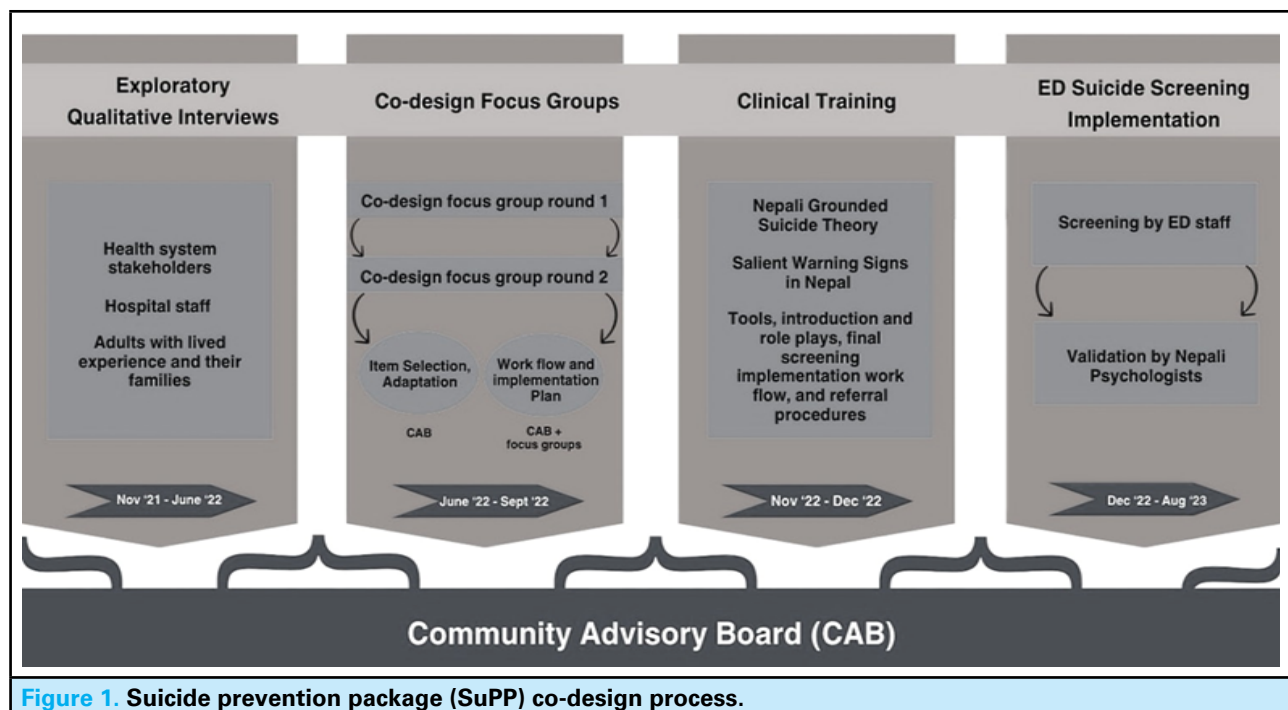 Exploratory
Qualitative Interviews
Health system
stakeholders
Hospital staff
Adults with lived
experience and their
families
Nov '21 - June '22
Co-design Focus Groups
Co-design focus group round 1
Co-design focus group round 2
Item Selection,
Adaptation
CAB
Work flow and
implementation
Plan
CAB +
focus groups
June '22 - Sept '22
Clinical Training
Nepali Grounded
Suicide Theory
Salient Warning Signs
in Nepal
Tools, introduction and
role plays, final
screening
implementation work
flow, and referral
procedures
Nov '22 - Dec '22
ED Suicide Screening
Implementation
Screening by ED staff
Validation by Nepali
Psychologists
Dec '22 - Aug '23
Community Advisory Board (CAB)
Figure 1. Suicide prevention package (SuPP) co-design process.